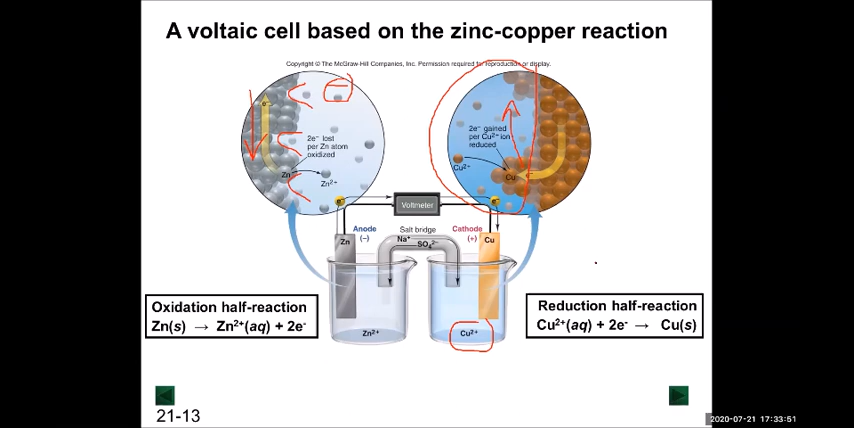 A voltaic cell based on the zinc-copper reaction
Copyright © The McGraw-Hill Companies, Inc. Permission required for reproduction or display.
e⁻
2e⁻ lost
per Zn atom
oxidized
Zn
Zn²⁺
2e⁻ gained
per Cu²⁺ ion
reduced
Cu²⁺
Cu
e⁻
Voltmeter
e⁻
Anode
(−)
Salt bridge
Cathode
(+)
Zn
Na⁺
SO₄²⁻
Cu
Oxidation half-reaction
Zn(s) → Zn²⁺(aq) + 2e⁻
Reduction half-reaction
Cu²⁺(aq) + 2e⁻ → Cu(s)
Zn²⁺
Cu²⁺
21-13
2020-07-21 17:33:51